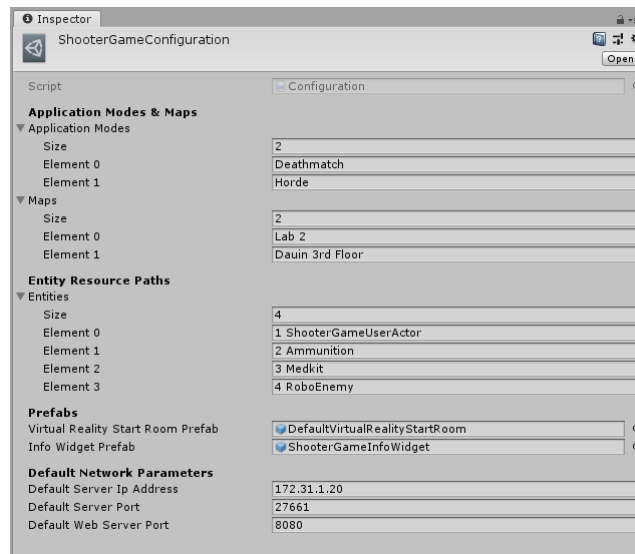 Inspector
ShooterGameConfiguration
Open
Script Configuration
Application Modes & Maps
Application Modes
Size 2
Element 0 Deathmatch
Element 1 Horde
Maps
Size 2
Element 0 Lab 2
Element 1 Dauin 3rd Floor
Entity Resource Paths
Entities
Size 4
Element 0 1 ShooterGameUserActor
Element 1 2 Ammunition
Element 2 3 Medkit
Element 3 4 RoboEnemy
Prefabs
Virtual Reality Start Room Prefab DefaultVirtualRealityStartRoom
Info Widget Prefab ShooterGameInfoWidget
Default Network Parameters
Default Server Ip Address 172.31.1.20
Default Server Port 27661
Default Web Server Port 8080